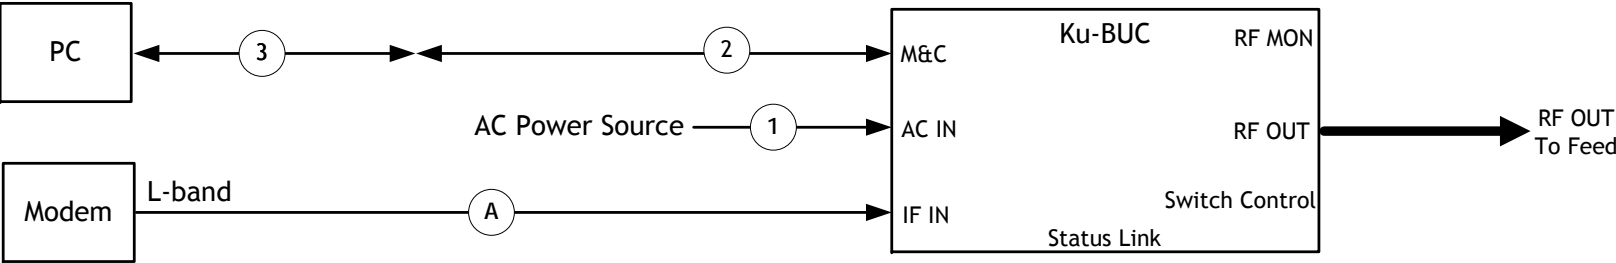 PC
3
2
M&C
Ku-BUC
RF MON
AC Power Source
1
AC IN
RF OUT
RF OUT
To Feed
Modem
L-band
A
IF IN
Switch Control
Status Link